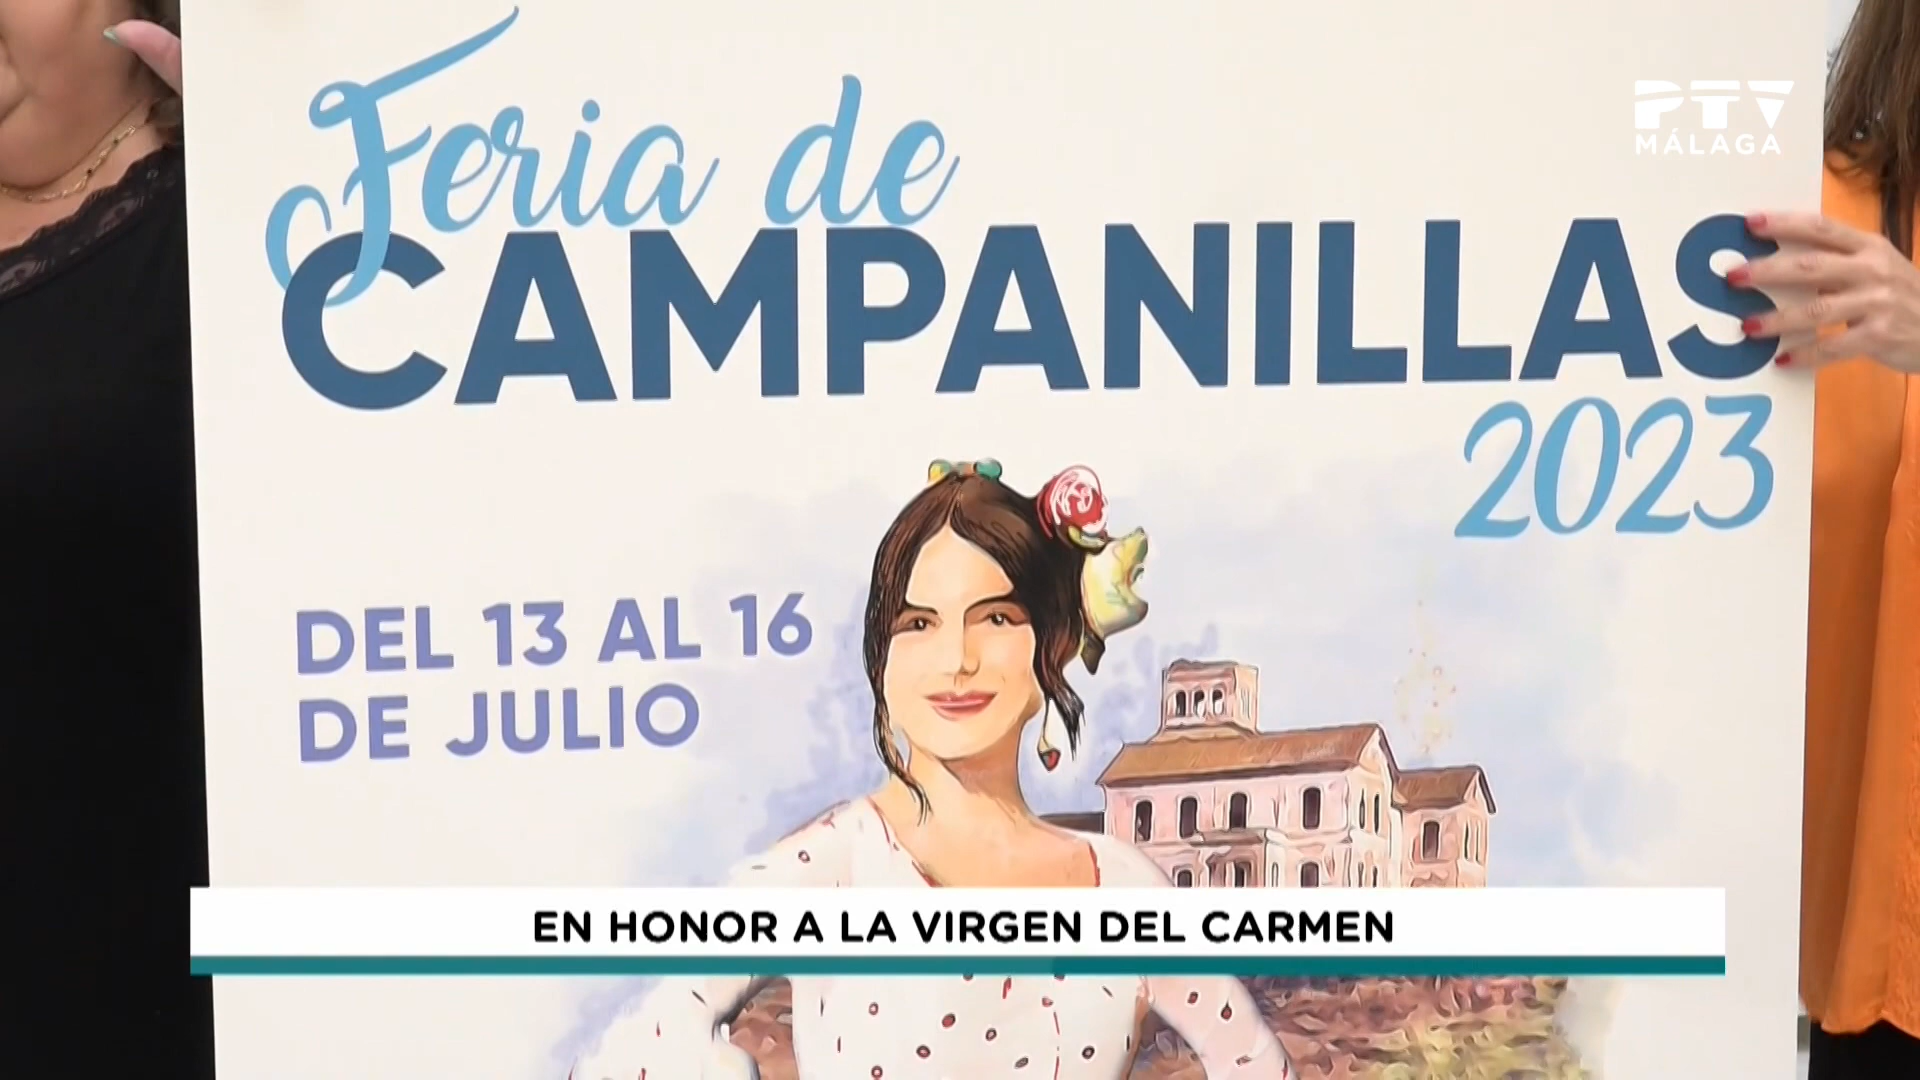 PTV
MÁLAGA
Feria de
CAMPANILLAS
2023
DEL 13 AL 16
DE JULIO
EN HONOR A LA VIRGEN DEL CARMEN